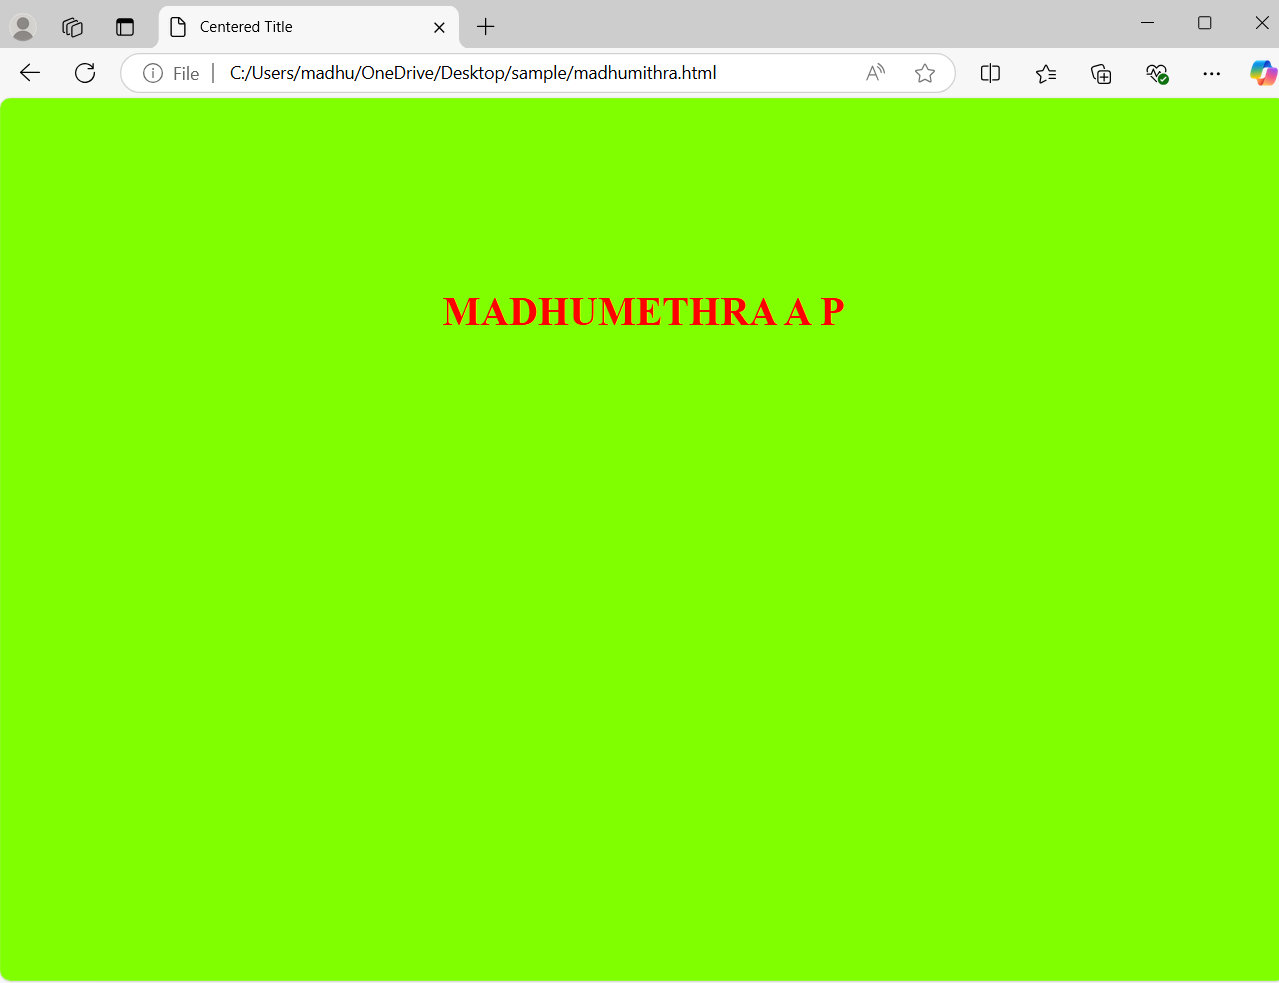 Centered Title
File
C:/Users/madhu/OneDrive/Desktop/sample/madhumithra.html
MADHUMETHRA A P